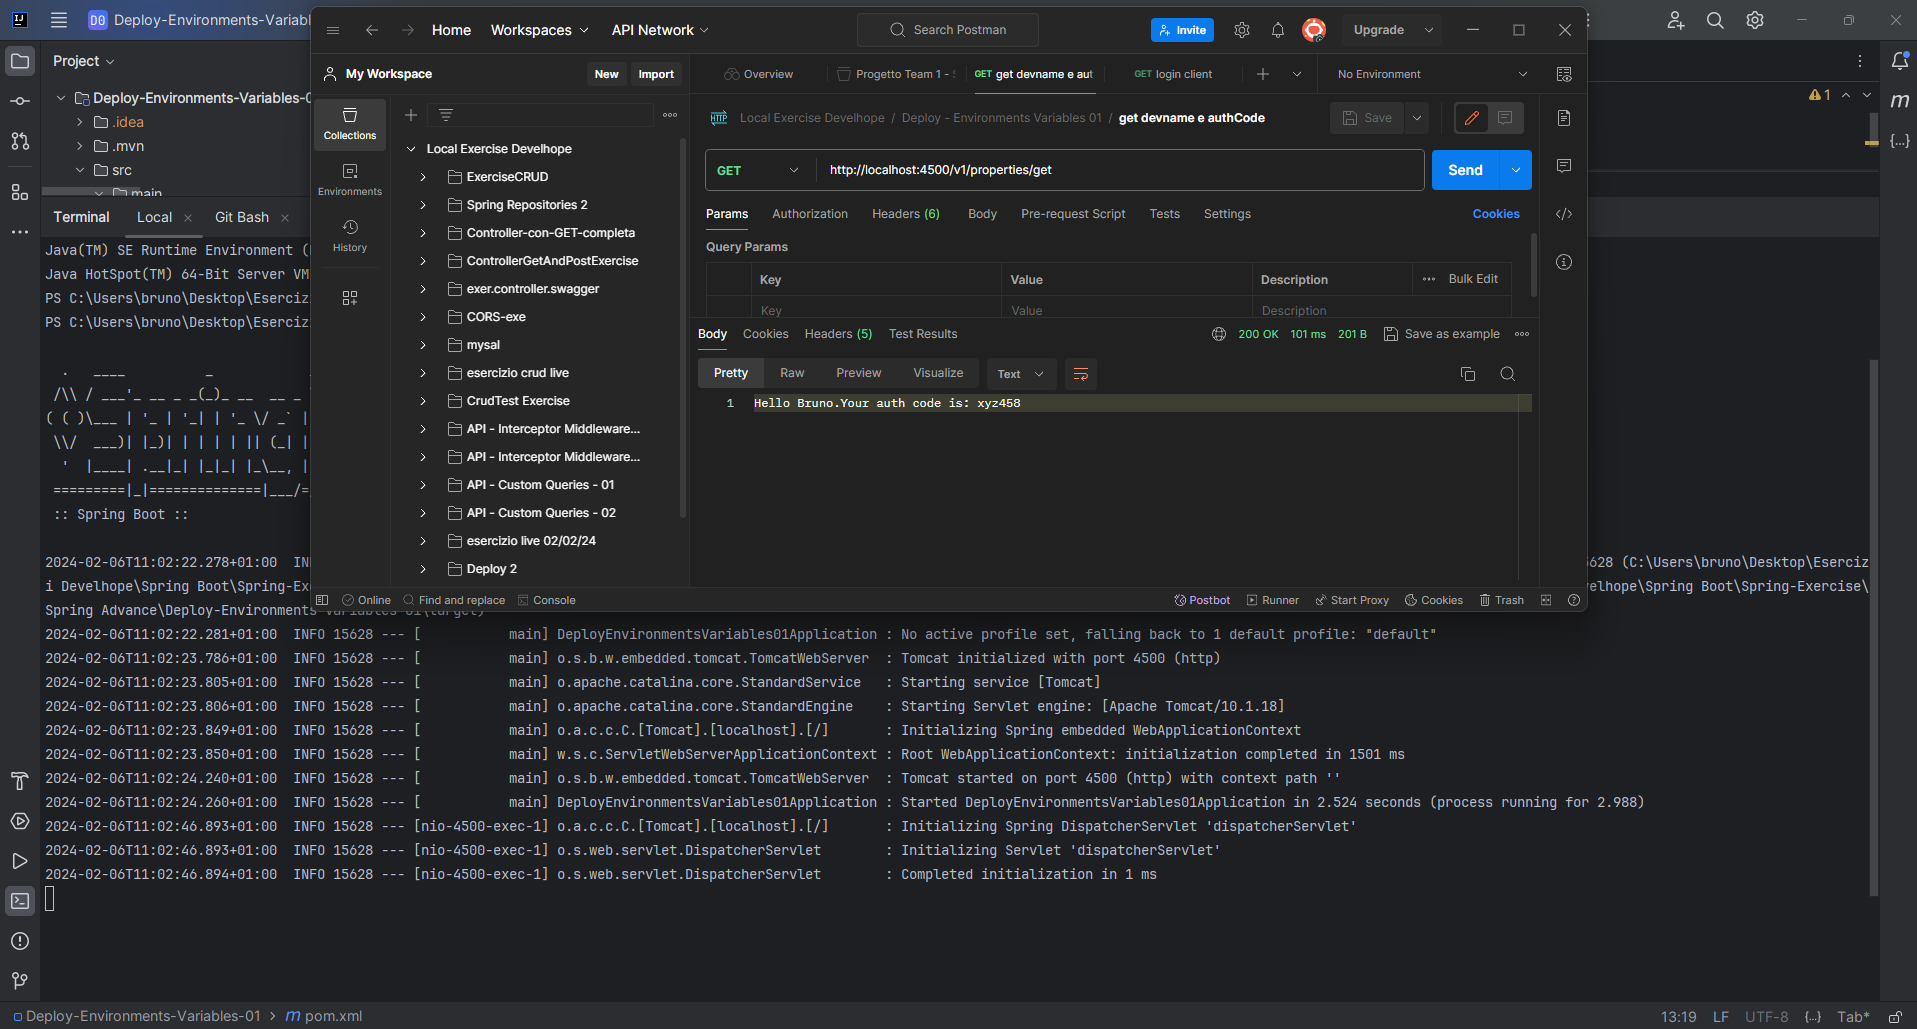 Deploy-Environments-Variabl
Project
Deploy-Environments-Variables-0
.idea
.mvn
src
main
Terminal
Local
Git Bash
Home
Workspaces
API Network
Search Postman
Invite
Upgrade
My Workspace
New
Import
Overview
Progetto Team 1 -
GET get devname e aut
GET login client
No Environment
Collections
Environments
History
Local Exercise Develhope
ExerciseCRUD
Spring Repositories 2
Controller-con-GET-completa
ControllerGetAndPostExercise
exer.controller.swagger
CORS-exe
mysal
esercizio crud live
CrudTest Exercise
API - Interceptor Middleware...
API - Interceptor Middleware...
API - Custom Queries - 01
API - Custom Queries - 02
esercizio live 02/02/24
Deploy 2
HTTP Local Exercise Develhope / Deploy - Environments Variables 01 / get devname e authCode
Save
GET
http://localhost:4500/v1/properties/get
Send
Params Authorization Headers (6) Body Pre-request Script Tests Settings
Cookies
Query Params
Key Value Description Bulk Edit
Key Value Description
Body Cookies Headers (5) Test Results
200 OK 101 ms 201 B Save as example
Pretty Raw Preview Visualize Text
1 Hello Bruno.Your auth code is: xyz458
Online Find and replace Console
Postbot Runner Start Proxy Cookies Trash
1
Java(TM) SE Runtime Environment (
Java HotSpot(TM) 64-Bit Server VM
PS C:\Users\bruno\Desktop\Eserciz
PS C:\Users\bruno\Desktop\Eserciz
:: Spring Boot ::
2024-02-06T11:02:22.278+01:00 IN
5628 (C:\Users\bruno\Desktop\Eserciz
i Develhope\Spring Boot\Spring-Ex
velhope\Spring Boot\Spring-Exercise\
Spring Advance\Deploy-Environments-Variables-01\target)
2024-02-06T11:02:22.281+01:00 INFO 15628 --- [ main] DeployEnvironmentsVariables01Application : No active profile set, falling back to 1 default profile: "default"
2024-02-06T11:02:23.786+01:00 INFO 15628 --- [ main] o.s.b.w.embedded.tomcat.TomcatWebServer : Tomcat initialized with port 4500 (http)
2024-02-06T11:02:23.805+01:00 INFO 15628 --- [ main] o.apache.catalina.core.StandardService : Starting service [Tomcat]
2024-02-06T11:02:23.806+01:00 INFO 15628 --- [ main] o.apache.catalina.core.StandardEngine : Starting Servlet engine: [Apache Tomcat/10.1.18]
2024-02-06T11:02:23.849+01:00 INFO 15628 --- [ main] o.a.c.c.C.[Tomcat].[localhost].[/] : Initializing Spring embedded WebApplicationContext
2024-02-06T11:02:23.850+01:00 INFO 15628 --- [ main] w.s.c.ServletWebServerApplicationContext : Root WebApplicationContext: initialization completed in 1501 ms
2024-02-06T11:02:24.240+01:00 INFO 15628 --- [ main] o.s.b.w.embedded.tomcat.TomcatWebServer : Tomcat started on port 4500 (http) with context path ''
2024-02-06T11:02:24.260+01:00 INFO 15628 --- [ main] DeployEnvironmentsVariables01Application : Started DeployEnvironmentsVariables01Application in 2.524 seconds (process running for 2.988)
2024-02-06T11:02:46.893+01:00 INFO 15628 --- [nio-4500-exec-1] o.a.c.c.C.[Tomcat].[localhost].[/] : Initializing Spring DispatcherServlet 'dispatcherServlet'
2024-02-06T11:02:46.893+01:00 INFO 15628 --- [nio-4500-exec-1] o.s.web.servlet.DispatcherServlet : Initializing Servlet 'dispatcherServlet'
2024-02-06T11:02:46.894+01:00 INFO 15628 --- [nio-4500-exec-1] o.s.web.servlet.DispatcherServlet : Completed initialization in 1 ms
Deploy-Environments-Variables-01 > m pom.xml
13:19 LF UTF-8 {..} Tab*